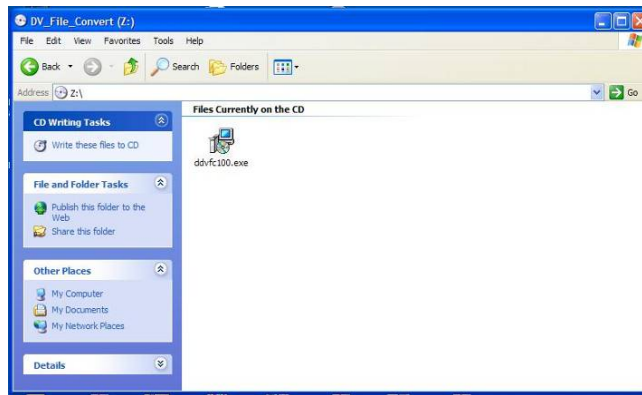 DV_File_Convert (Z:)
File Edit View Favorites Tools Help
Back Search Folders
Address Z:\ Go
Files Currently on the CD
CD Writing Tasks
Write these files to CD
ddvfc100.exe
File and Folder Tasks
Publish this folder to the
Web
Share this folder
Other Places
My Computer
My Documents
My Network Places
Details